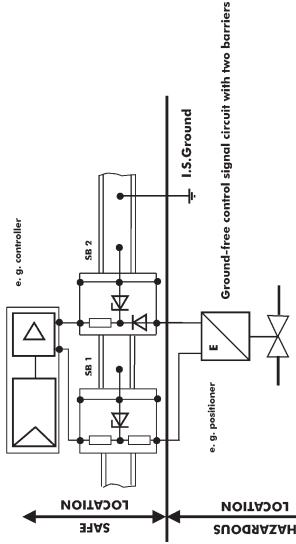 e. g. controller
SB 1
SB 2
I.S.Ground
Ground-free control signal circuit with two barriers
E
e. g. positioner
SAFE
LOCATION
HAZARDOUS
LOCATION